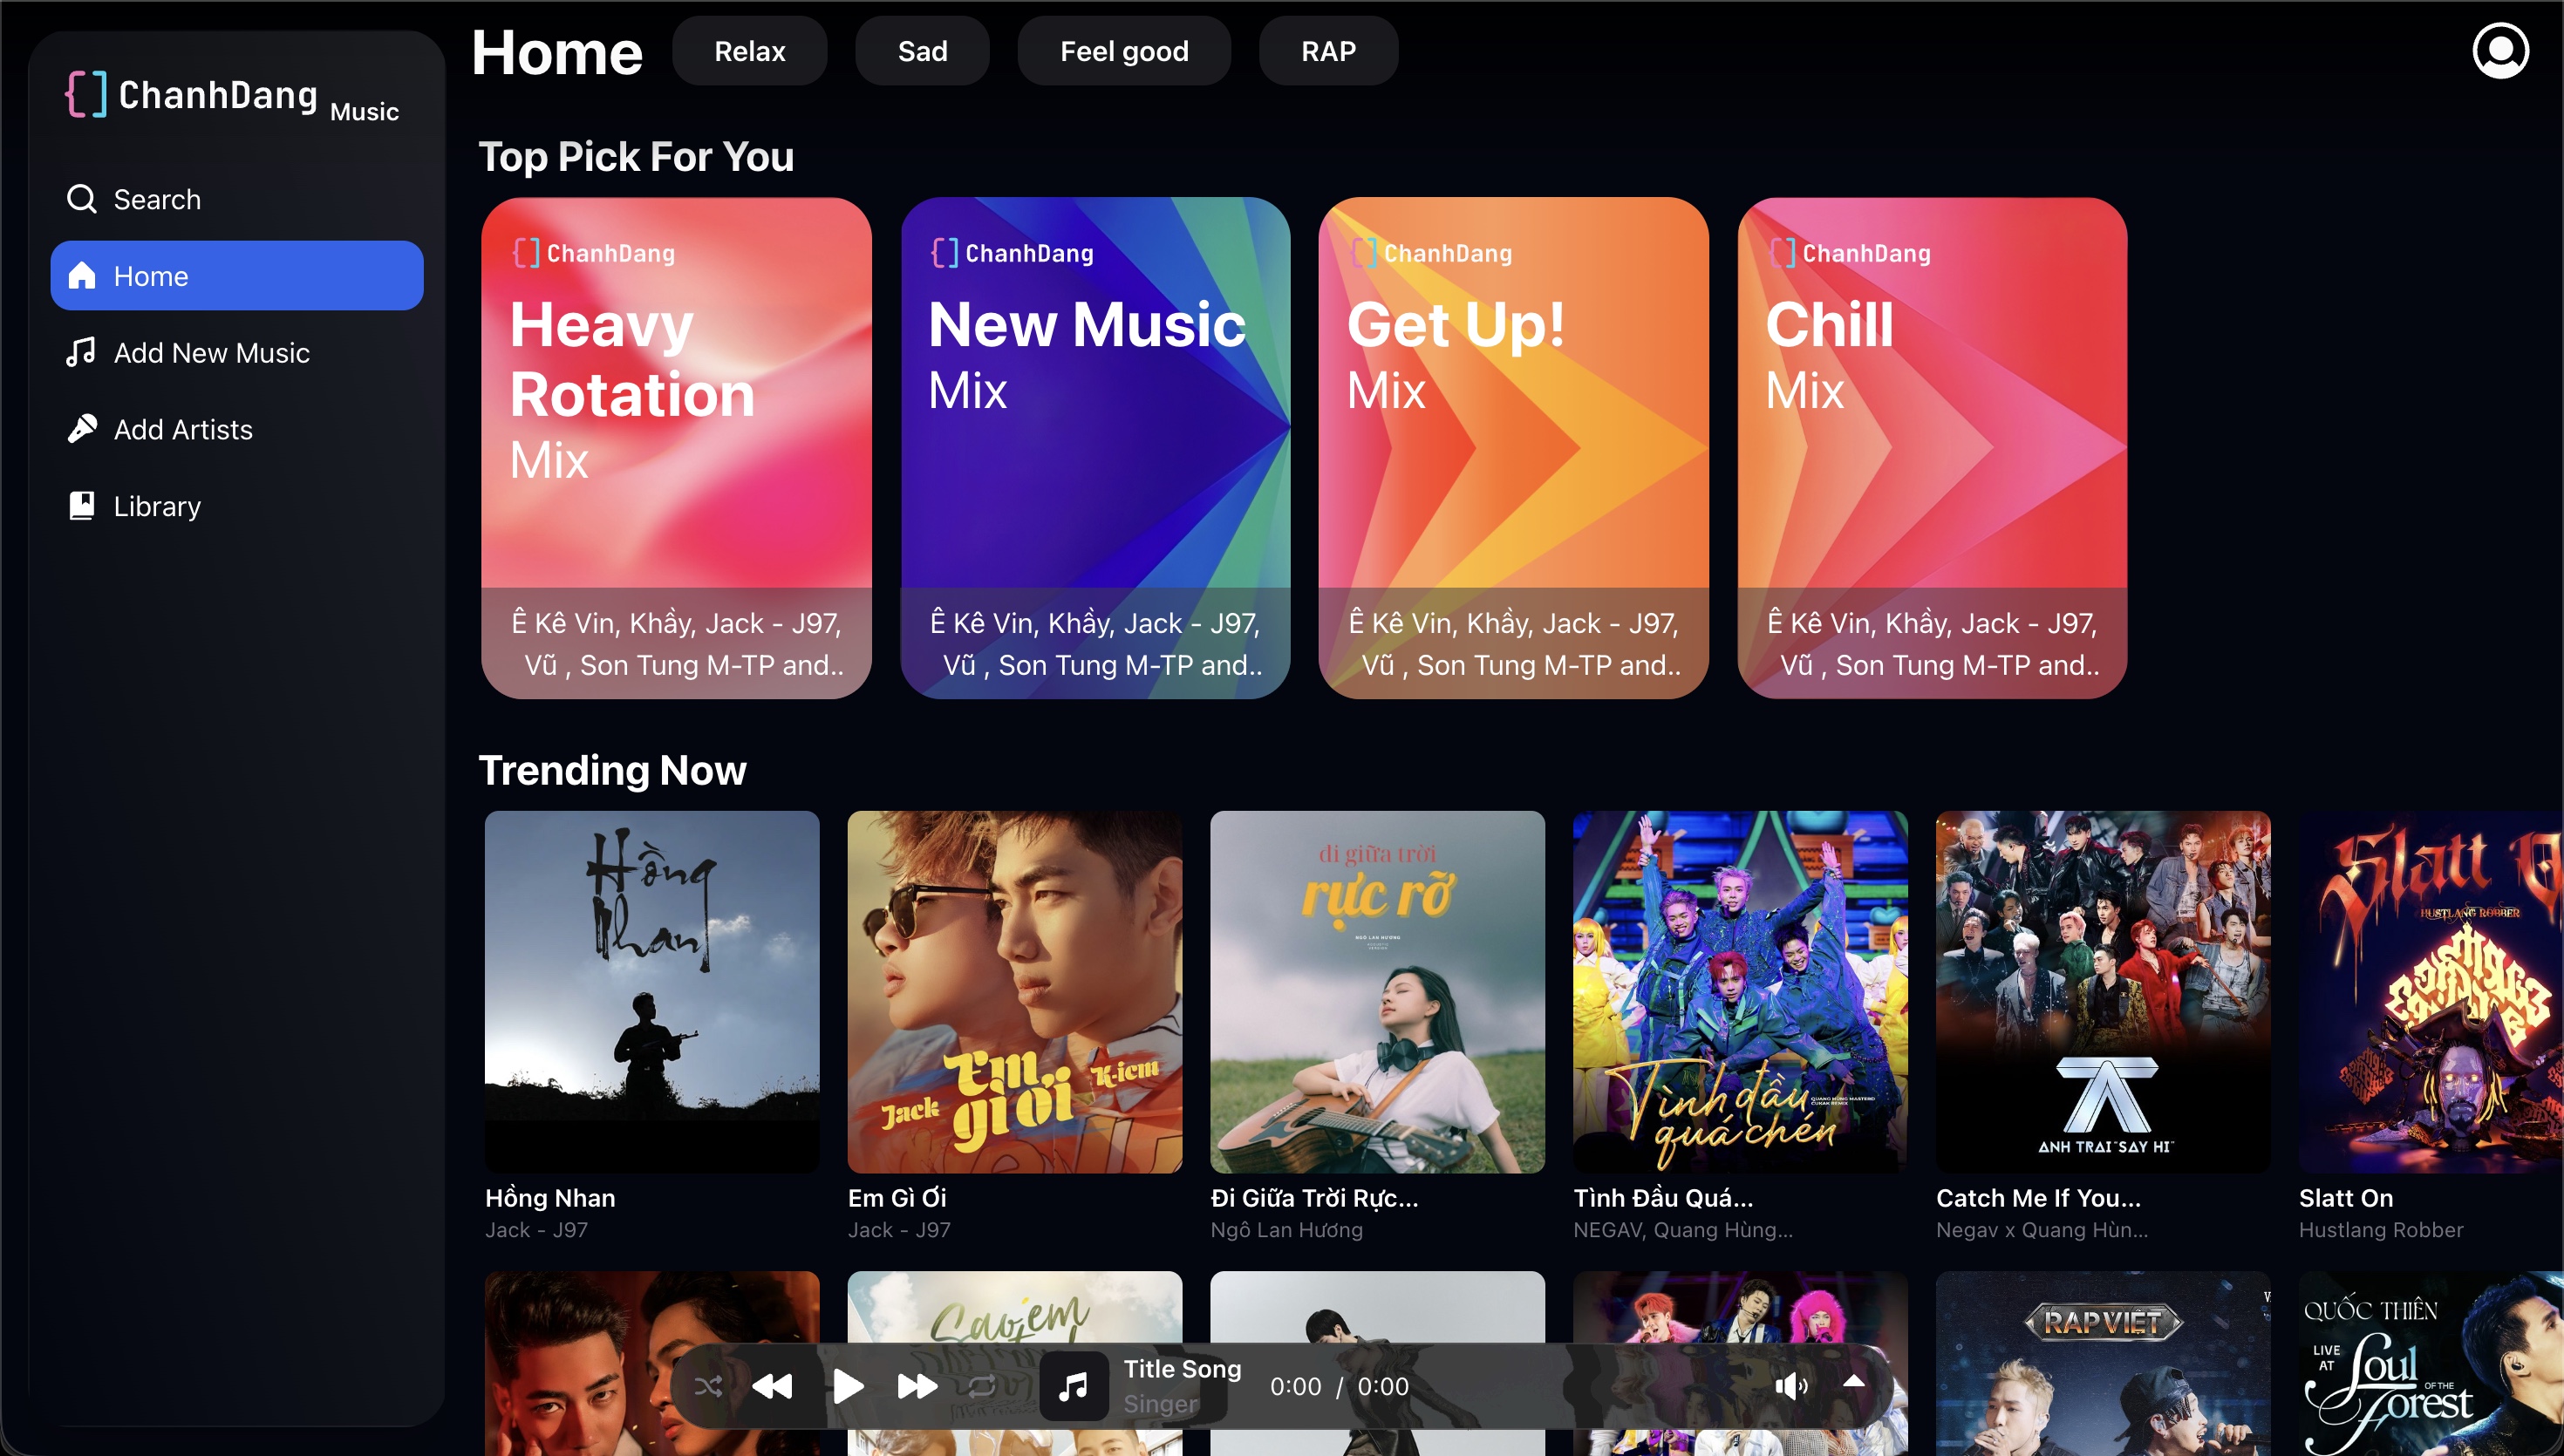 ChanhDang Music
Search
Home
Add New Music
Add Artists
Library
Home
Relax
Sad
Feel good
RAP
Top Pick For You
ChanhDang
Heavy
Rotation
Mix
Ê Kê Vin, Khầy, Jack - J97,
Vũ , Son Tung M-TP and..
ChanhDang
New Music
Mix
Ê Kê Vin, Khầy, Jack - J97,
Vũ , Son Tung M-TP and..
ChanhDang
Get Up!
Mix
Ê Kê Vin, Khầy, Jack - J97,
Vũ , Son Tung M-TP and..
ChanhDang
Chill
Mix
Ê Kê Vin, Khầy, Jack - J97,
Vũ , Son Tung M-TP and..
Trending Now
Hồng
Nhan
Hồng Nhan
Jack - J97
Em
gì ơi
Jack
K-icm
Em Gì Ơi
Jack - J97
đi giữa trời
rực rỡ
NGÔ LAN HƯƠNG
Đi Giữa Trời Rực...
Ngô Lan Hương
Tình đầu
quá chén
QUANG HÙNG MASTERD
Tình Đầu Quá...
NEGAV, Quang Hùng...
ANH TRAI "SAY HI"
Catch Me If You...
Negav x Quang Hùn...
Slatt
HUSTLANG ROBBER
Slatt On
Hustlang Robber
Sao em
RAP VIỆT
QUỐC THIÊN
LIVE
AT
Soul
OF THE
Forest
Title Song
Singer
0:00 / 0:00